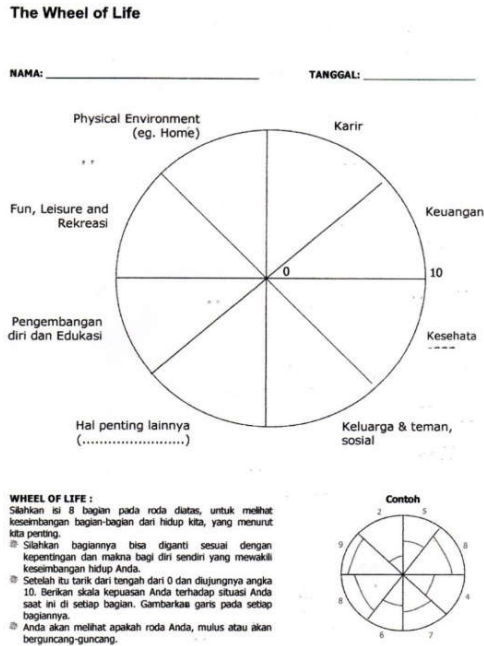 The Wheel of Life
NAMA: TANGGAL:
Physical Environment
(eg. Home)
Karir
Fun, Leisure and
Rekreasi
Keuangan
0
10
Pengembangan
diri dan Edukasi
Kesehata
Hal penting lainnya
(........................)
Keluarga & teman,
sosial
WHEEL OF LIFE :
Silahkan isi 8 bagian pada roda diatas, untuk melihat
keseimbangan bagian-bagian dari hidup kita, yang menurut
kita penting.
Silahkan bagiannya bisa diganti sesuai dengan
kepentingan dan makna bagi diri sendiri yang mewakili
keseimbangan hidup Anda.
Setelah itu tarik dari tengah dari 0 dan diujungnya angka
10. Berikan skala kepuasan Anda terhadap situasi Anda
saat ini di setiap bagian. Gambarkan garis pada setiap
bagiannya.
Anda akan melihat apakah roda Anda, mulus atau akan
berguncang-guncang.
Contoh
2 5
9 8
8 4
6 7